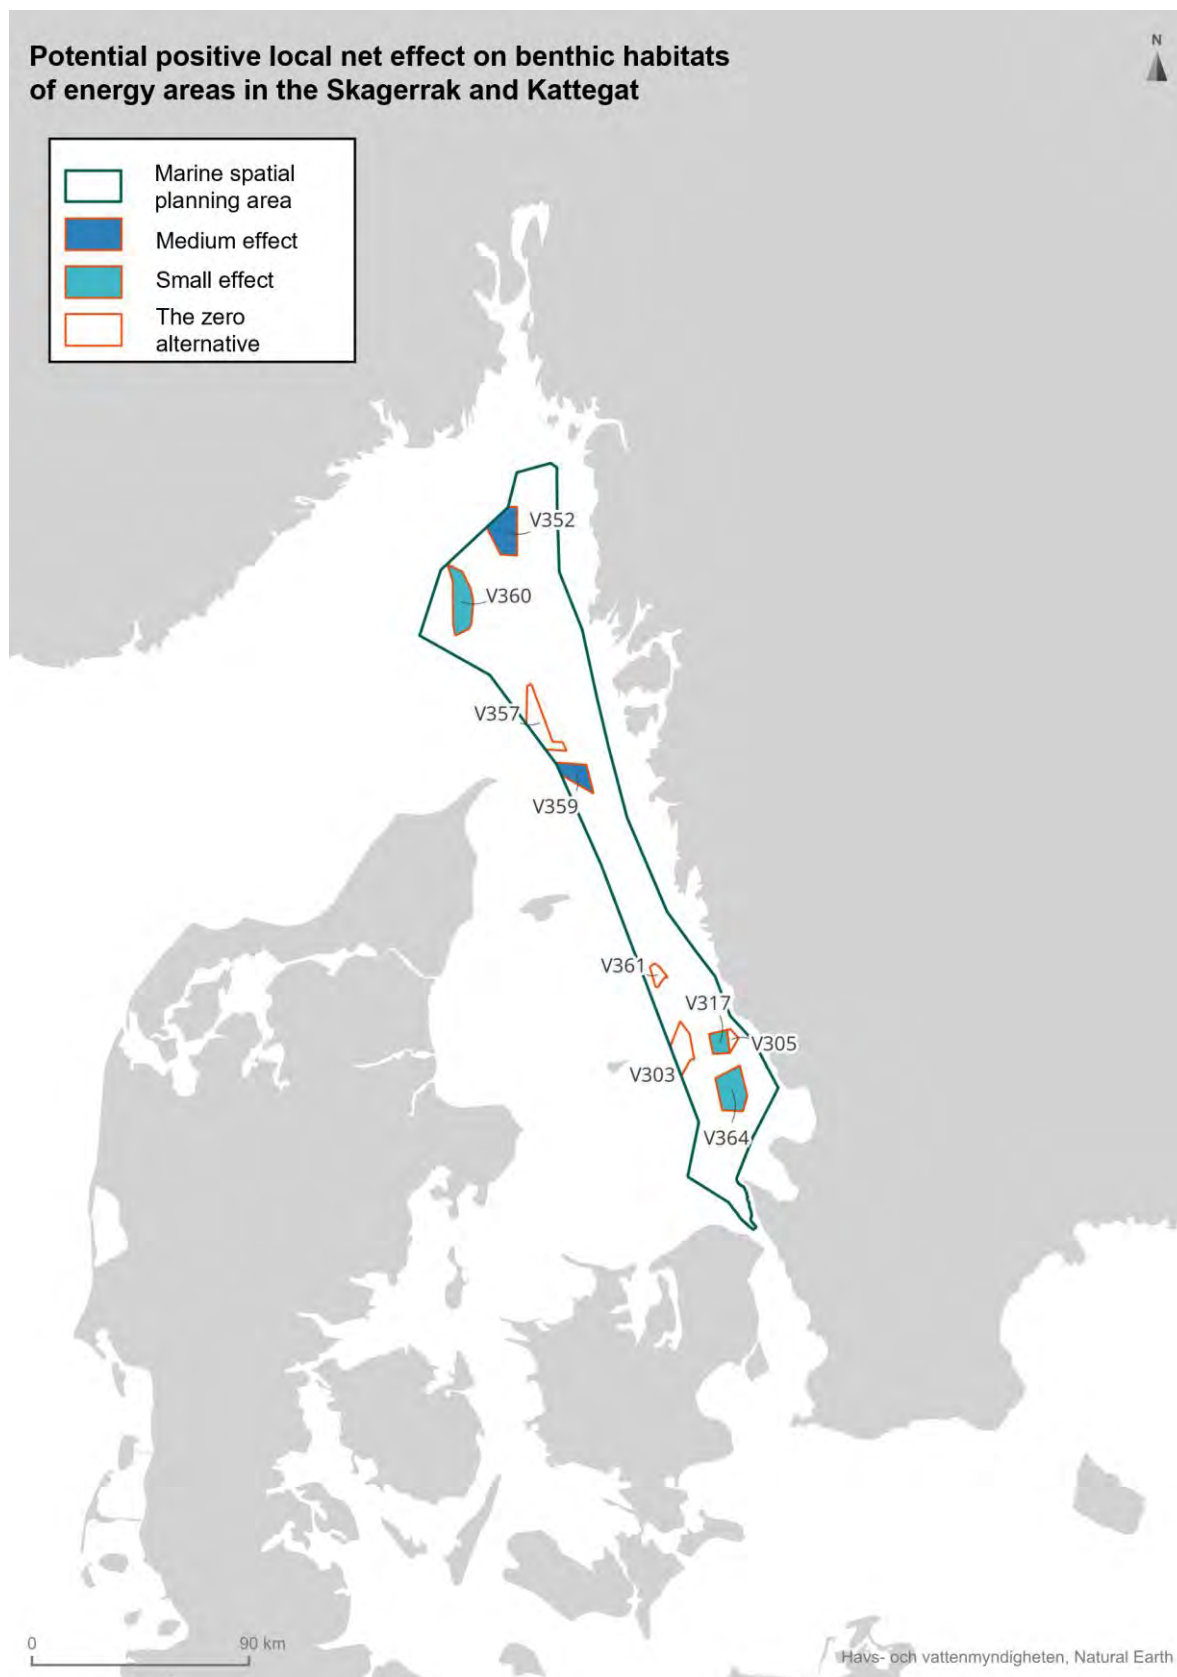 Potential positive local net effect on benthic habitats
of energy areas in the Skagerrak and Kattegat
N
Marine spatial
planning area
Medium effect
Small effect
The zero
alternative
V352
V360
V357
V359
V361
V317
V305
V303
V364
0
90 km
Havs- och vattenmyndigheten, Natural Earth